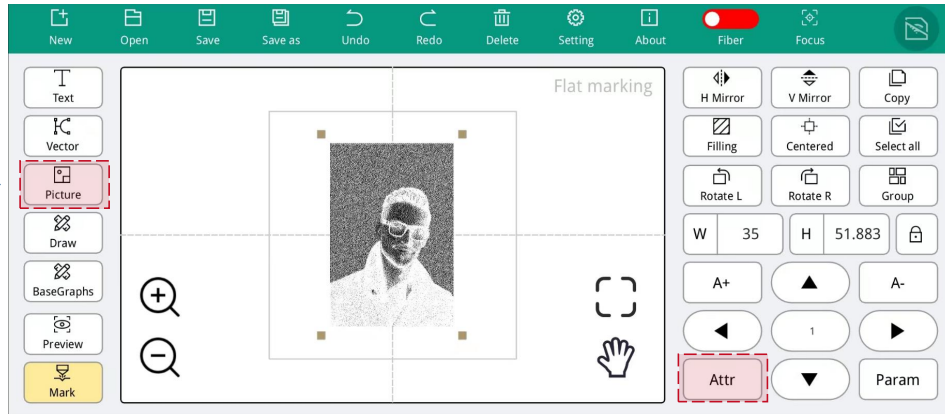 New Open Save Save as Undo Redo Delete Setting About Fiber Focus
Text
Vector
Picture
Draw
BaseGraphs
Preview
Mark
Flat marking
H Mirror V Mirror Copy
Filling Centered Select all
Rotate L Rotate R Group
W 35 H 51.883
A+ A-
1
Attr Param